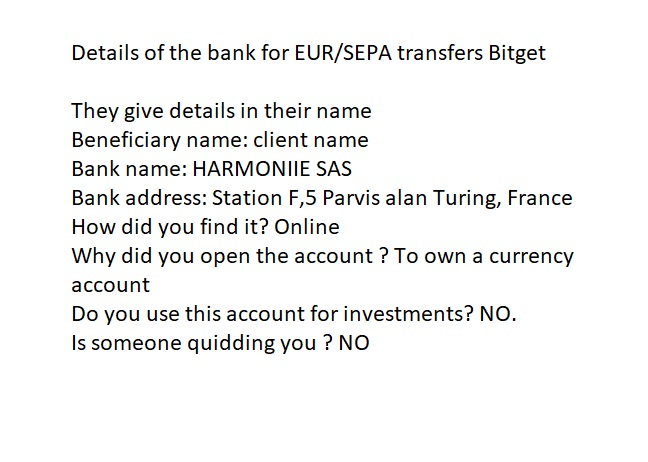 Details of the bank for EUR/SEPA transfers Bitget
They give details in their name
Beneficiary name: client name
Bank name: HARMONIIE SAS
Bank address: Station F,5 Parvis alan Turing, France
How did you find it? Online
Why did you open the account ? To own a currency
account
Do you use this account for investments? NO.
Is someone quidding you ? NO